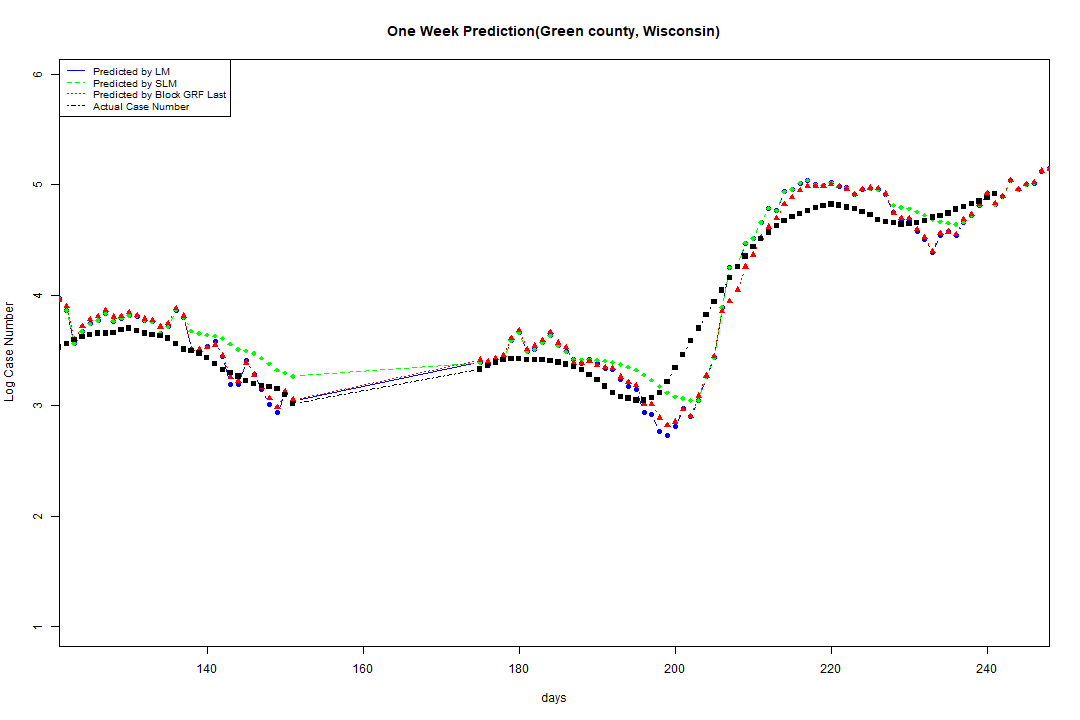 One Week Prediction(Green county, Wisconsin)
Predicted by LM
Predicted by SLM
Predicted by Block GRF Last
Actual Case Number
6
5
4
3
2
1
Log Case Number
140 160 180 200 220 240
days